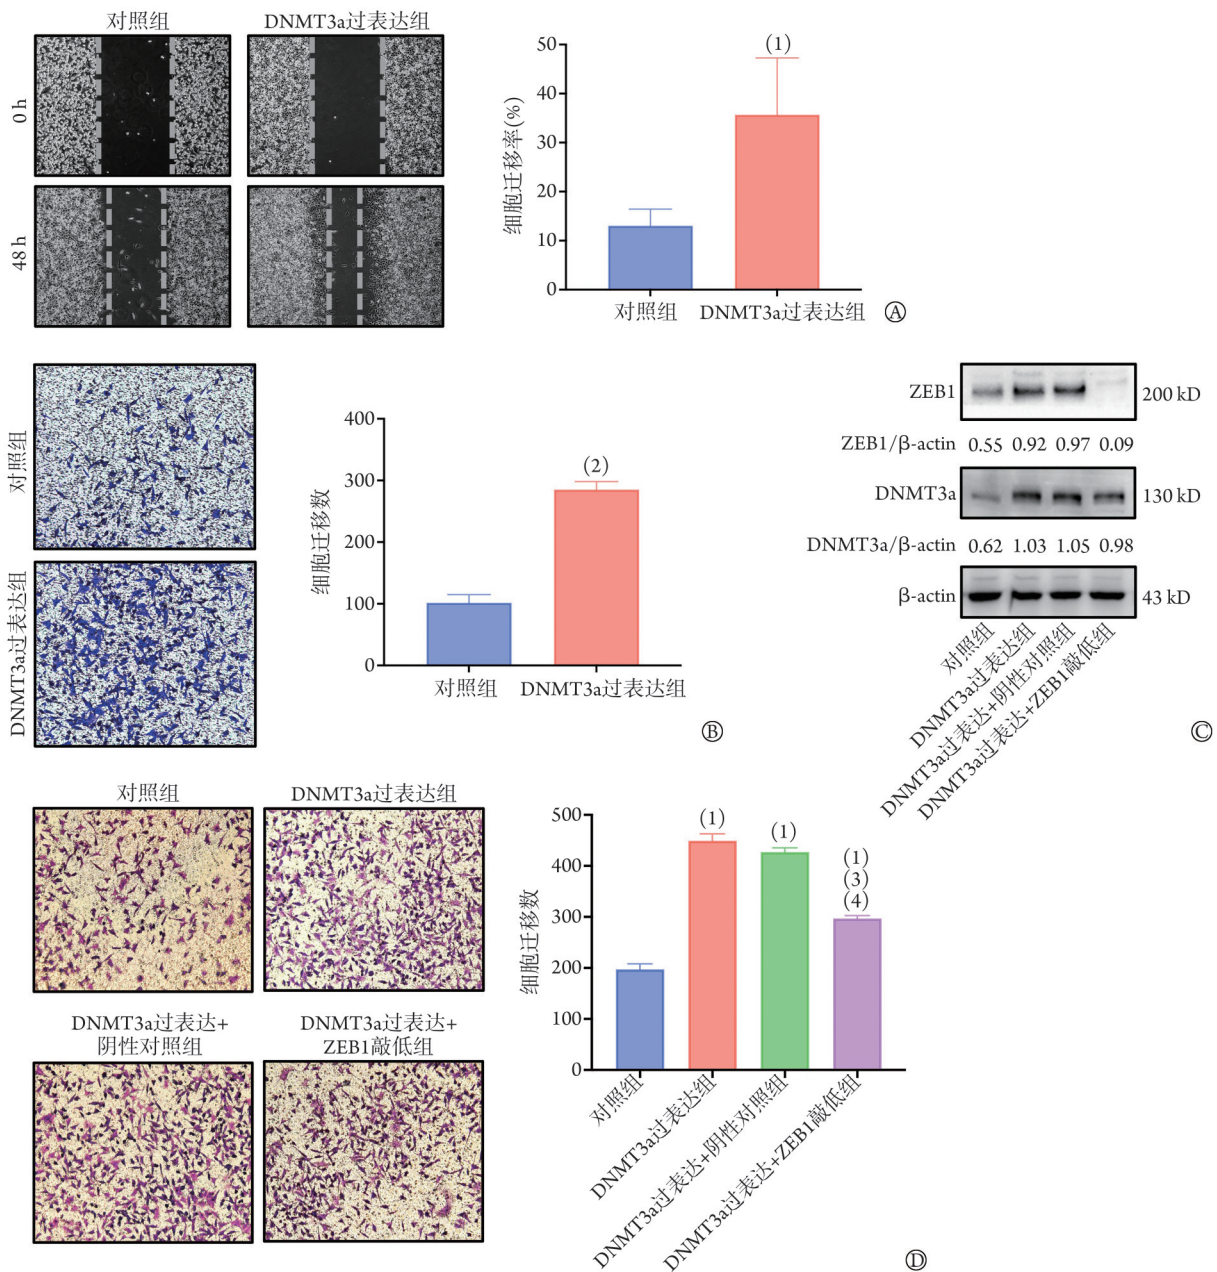 对照组
DNMT3a过表达组
0 h
48 h
细胞迁移率(%)
50
40
30
20
10
0
(1)
对照组
DNMT3a过表达组
Ⓐ
对照组
DNMT3a过表达组
细胞迁移数
400
300
200
100
0
(2)
对照组
DNMT3a过表达组
Ⓑ
ZEB1
200 kD
ZEB1/β-actin 0.55 0.92 0.97 0.09
DNMT3a
130 kD
DNMT3a/β-actin 0.62 1.03 1.05 0.98
β-actin
43 kD
对照组
DNMT3a过表达组
DNMT3a过表达+阴性对照组
DNMT3a过表达+ZEB1敲低组
Ⓒ
对照组
DNMT3a过表达组
DNMT3a过表达+
阴性对照组
DNMT3a过表达+
ZEB1敲低组
细胞迁移数
500
400
300
200
100
0
(1)
(1)
(1)
(3)
(4)
对照组
DNMT3a过表达组
DNMT3a过表达+阴性对照组
DNMT3a过表达+ZEB1敲低组
Ⓓ